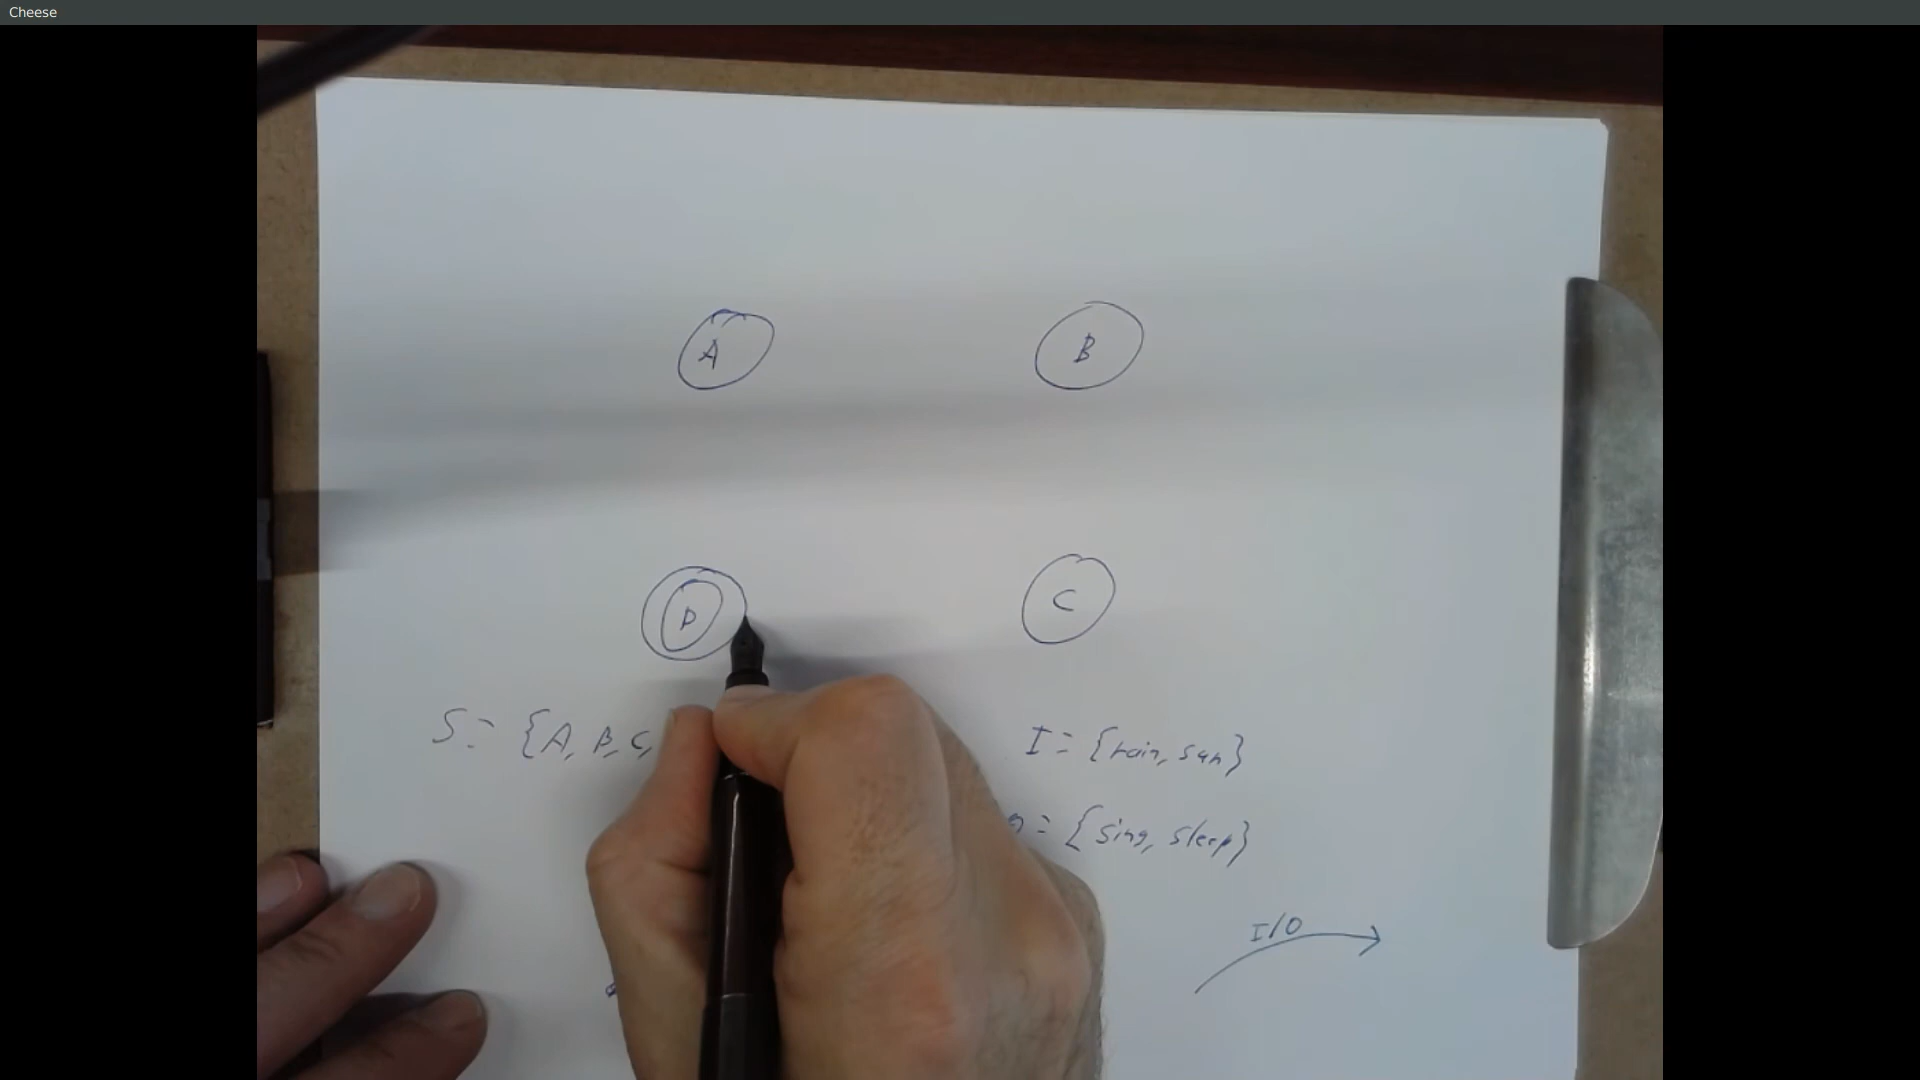 Cheese
A
B
D
C
S = {A, B, C,
I = {rain, sun}
= {sing, sleep}
I/O